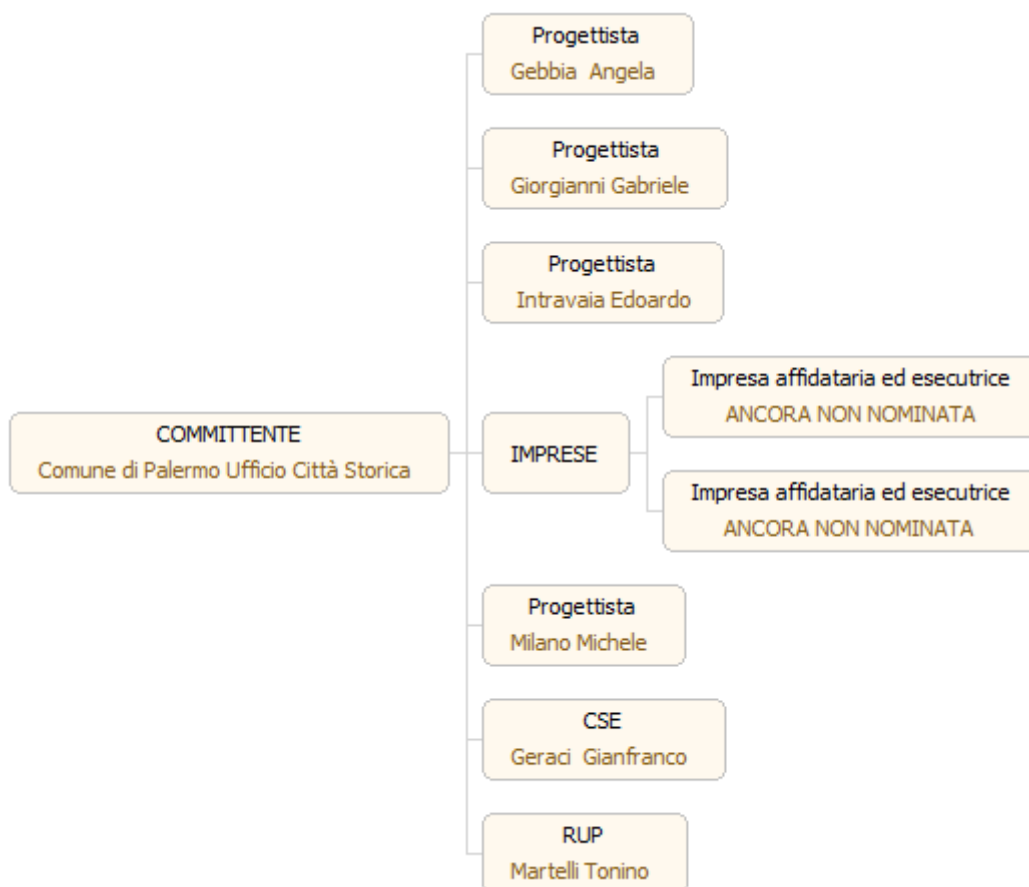 Progettista
Gebbia  Angela
Progettista
Giorgianni Gabriele
Progettista
Intravaia Edoardo
Impresa affidataria ed esecutrice
ANCORA NON NOMINATA
COMMITTENTE
Comune di Palermo Ufficio Città Storica
IMPRESE
Impresa affidataria ed esecutrice
ANCORA NON NOMINATA
Progettista
Milano Michele
CSE
Geraci  Gianfranco
RUP
Martelli Tonino